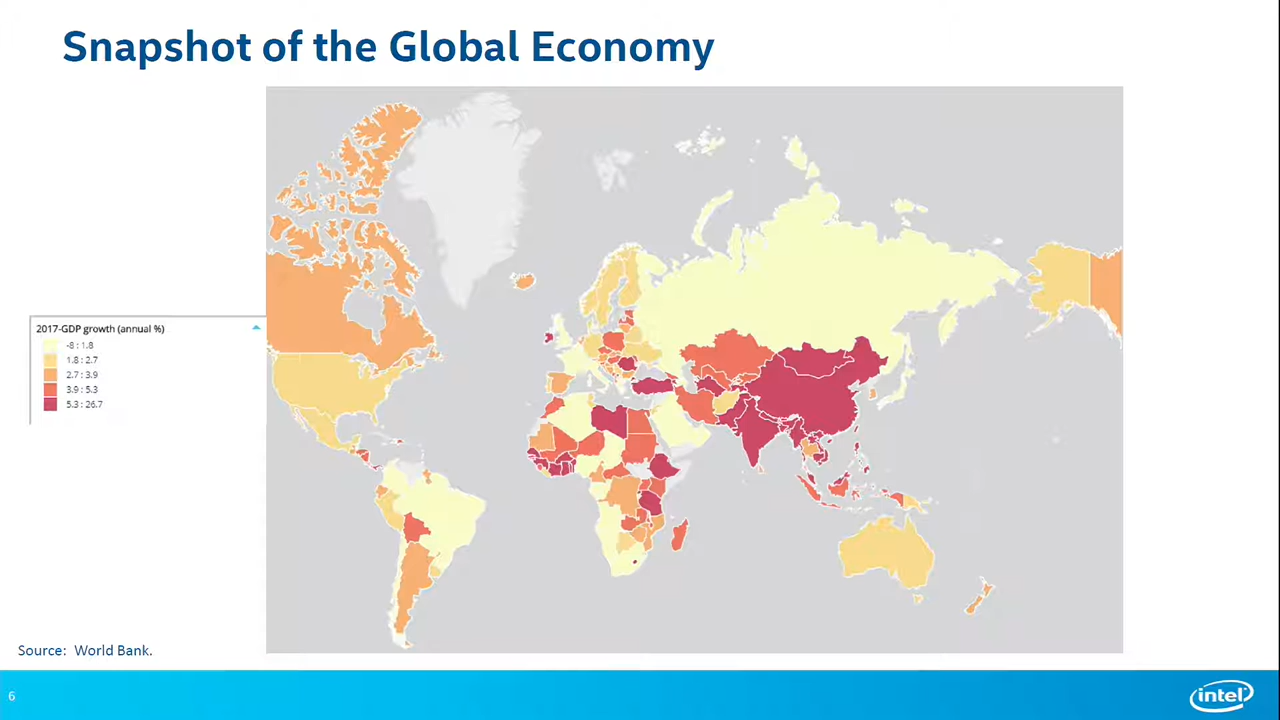 Snapshot of the Global Economy
2017-GDP growth (annual %)
-8 : 1.8
1.8 : 2.7
2.7 : 3.9
3.9 : 5.3
5.3 : 26.7
Source: World Bank.
6
intel